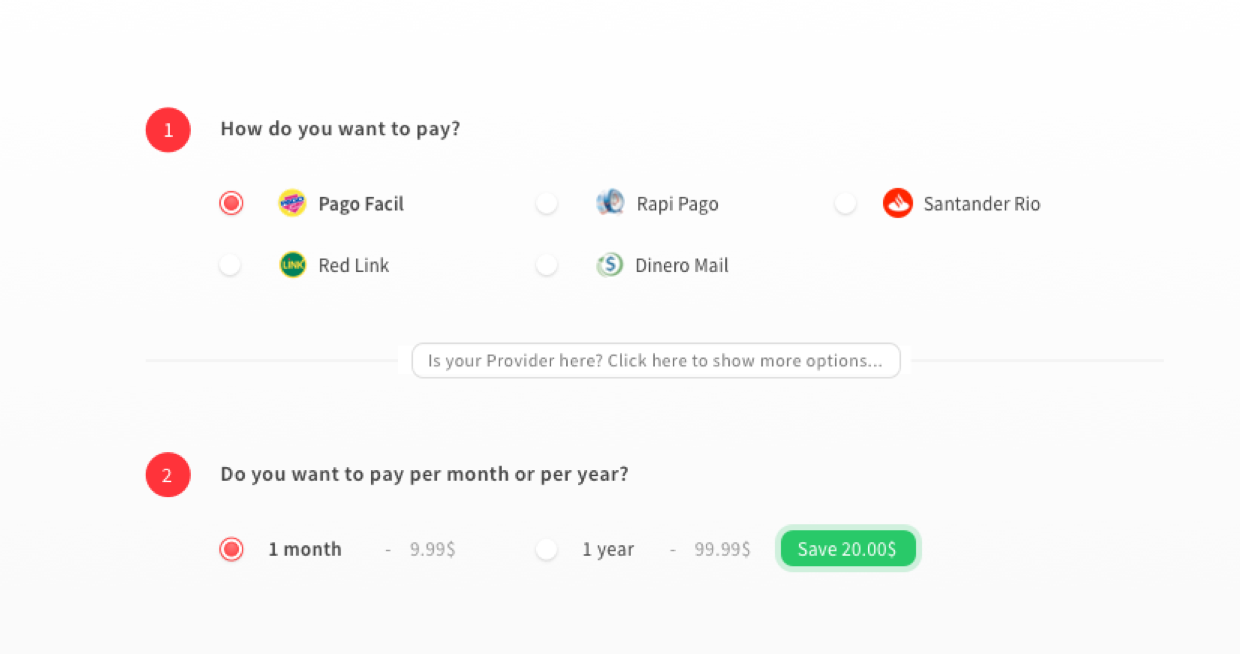 1 How do you want to pay?
Pago Facil Rapi Pago Santander Rio
LINK Red Link $ Dinero Mail
Is your Provider here? Click here to show more options...
2 Do you want to pay per month or per year?
1 month - 9.99$ 1 year - 99.99$ Save 20.00$